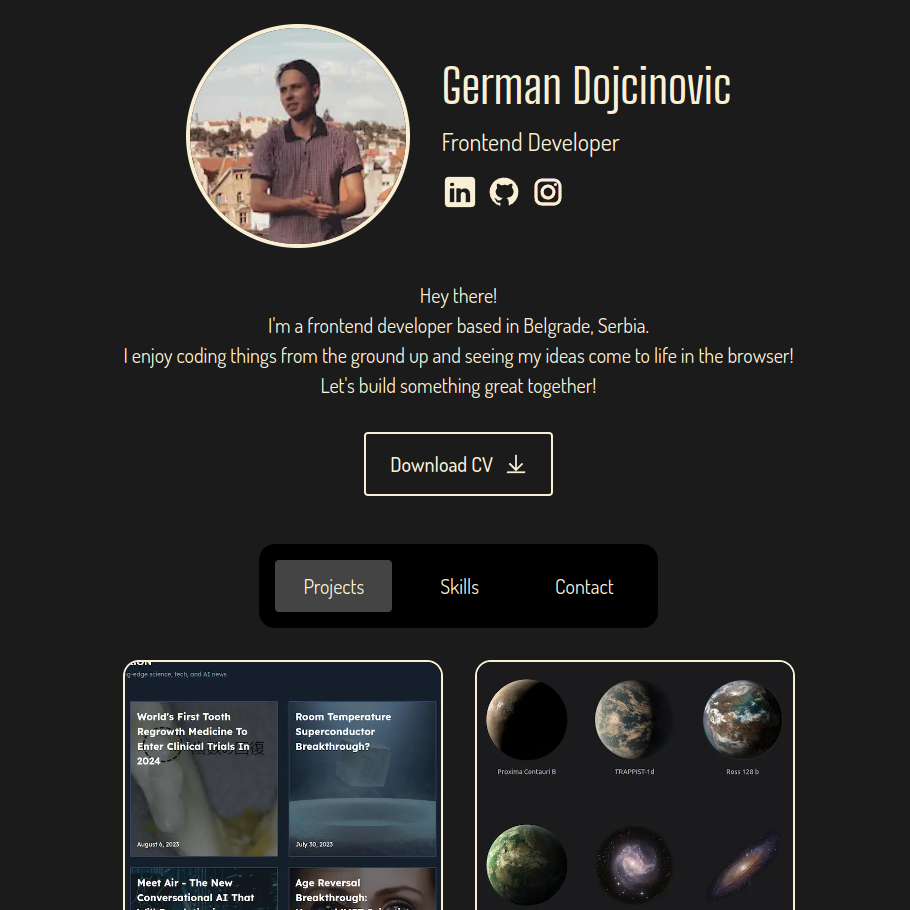 German Dojcinovic
Frontend Developer
in
Hey there!
I'm a frontend developer based in Belgrade, Serbia.
I enjoy coding things from the ground up and seeing my ideas come to life in the browser!
Let's build something great together!
Download CV
Projects
Skills
Contact
g-edge science, tech, and AI news
World's First Tooth
Regrowth Medicine To
Enter Clinical Trials In
2024
August 6, 2023
Room Temperature
Superconductor
Breakthrough?
July 30, 2023
Meet Air - The New
Conversational AI That
Age Reversal
Breakthrough:
Proxima Centauri B
TRAPPIST-1d
Ross 128 b